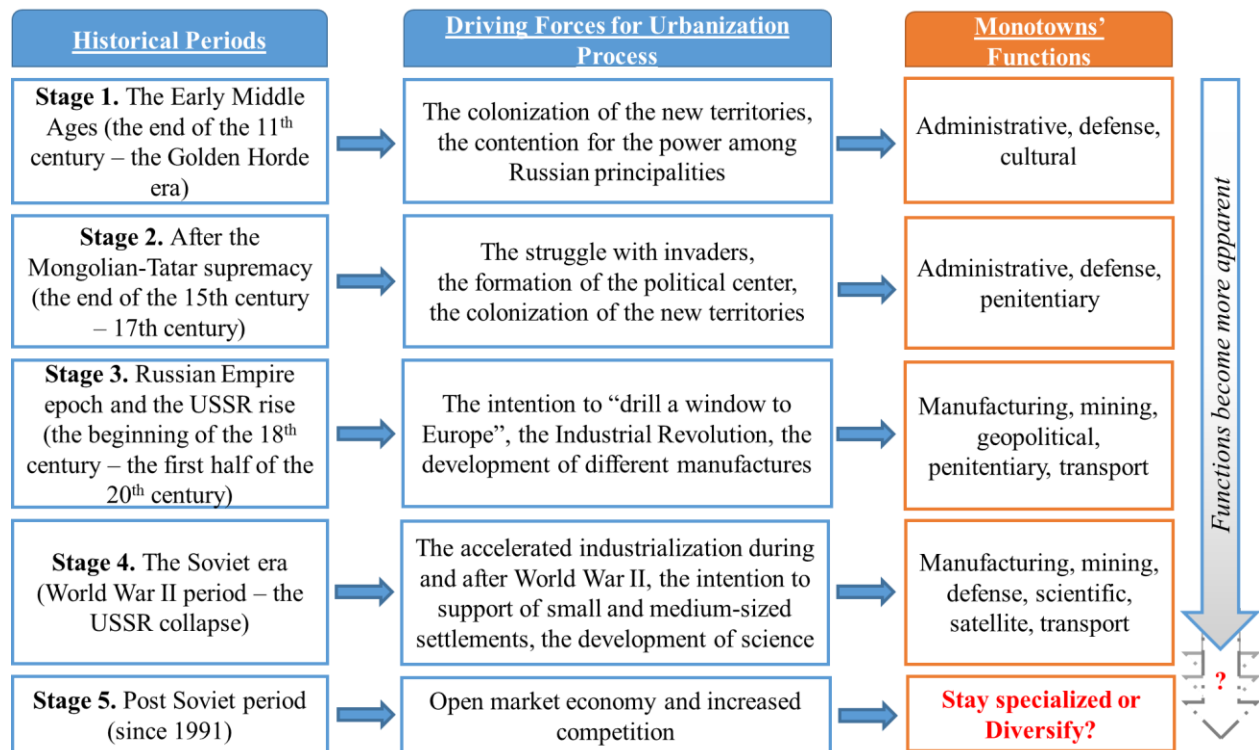 Historical Periods
Driving Forces for Urbanization
Process
Monotowns’
Functions
Stage 1. The Early Middle
Ages (the end of the 11th
century – the Golden Horde
era)
The colonization of the new territories,
the contention for the power among
Russian principalities
Administrative, defense,
cultural
Stage 2. After the
Mongolian-Tatar supremacy
(the end of the 15th century
– 17th century)
The struggle with invaders,
the formation of the political center,
the colonization of the new territories
Administrative, defense,
penitentiary
Stage 3. Russian Empire
epoch and the USSR rise
(the beginning of the 18th
century – the first half of the
20th century)
The intention to “drill a window to
Europe”, the Industrial Revolution, the
development of different manufactures
Manufacturing, mining,
geopolitical,
penitentiary, transport
Stage 4. The Soviet era
(World War II period – the
USSR collapse)
The accelerated industrialization during
and after World War II, the intention to
support of small and medium-sized
settlements, the development of science
Manufacturing, mining,
defense, scientific,
satellite, transport
Stage 5. Post Soviet period
(since 1991)
Open market economy and increased
competition
Stay specialized or
Diversify?
Functions become more apparent
?